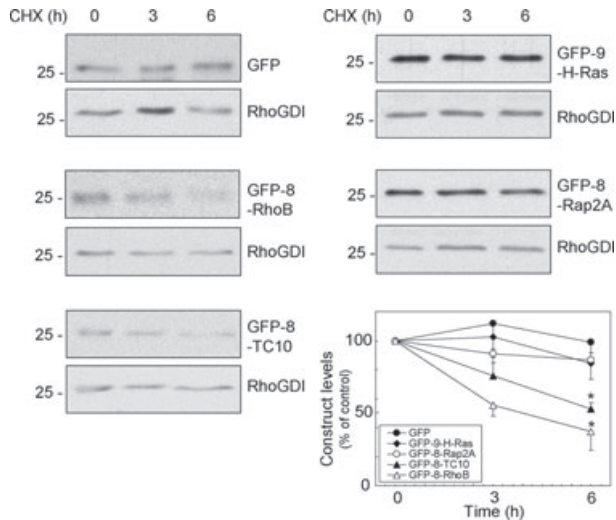 CHX (h) 0 3 6
25 - GFP
25 - RhoGDI
25 - GFP-8
-RhoB
25 - RhoGDI
25 - GFP-8
-TC10
25 - RhoGDI
CHX (h) 0 3 6
25 - GFP-9
-H-Ras
25 - RhoGDI
25 - GFP-8
-Rap2A
25 - RhoGDI
Construct levels
(% of control)
100
50
0
*
*
GFP
GFP-9-H-Ras
GFP-8-Rap2A
GFP-8-TC10
GFP-8-RhoB
0 3 6
Time (h)